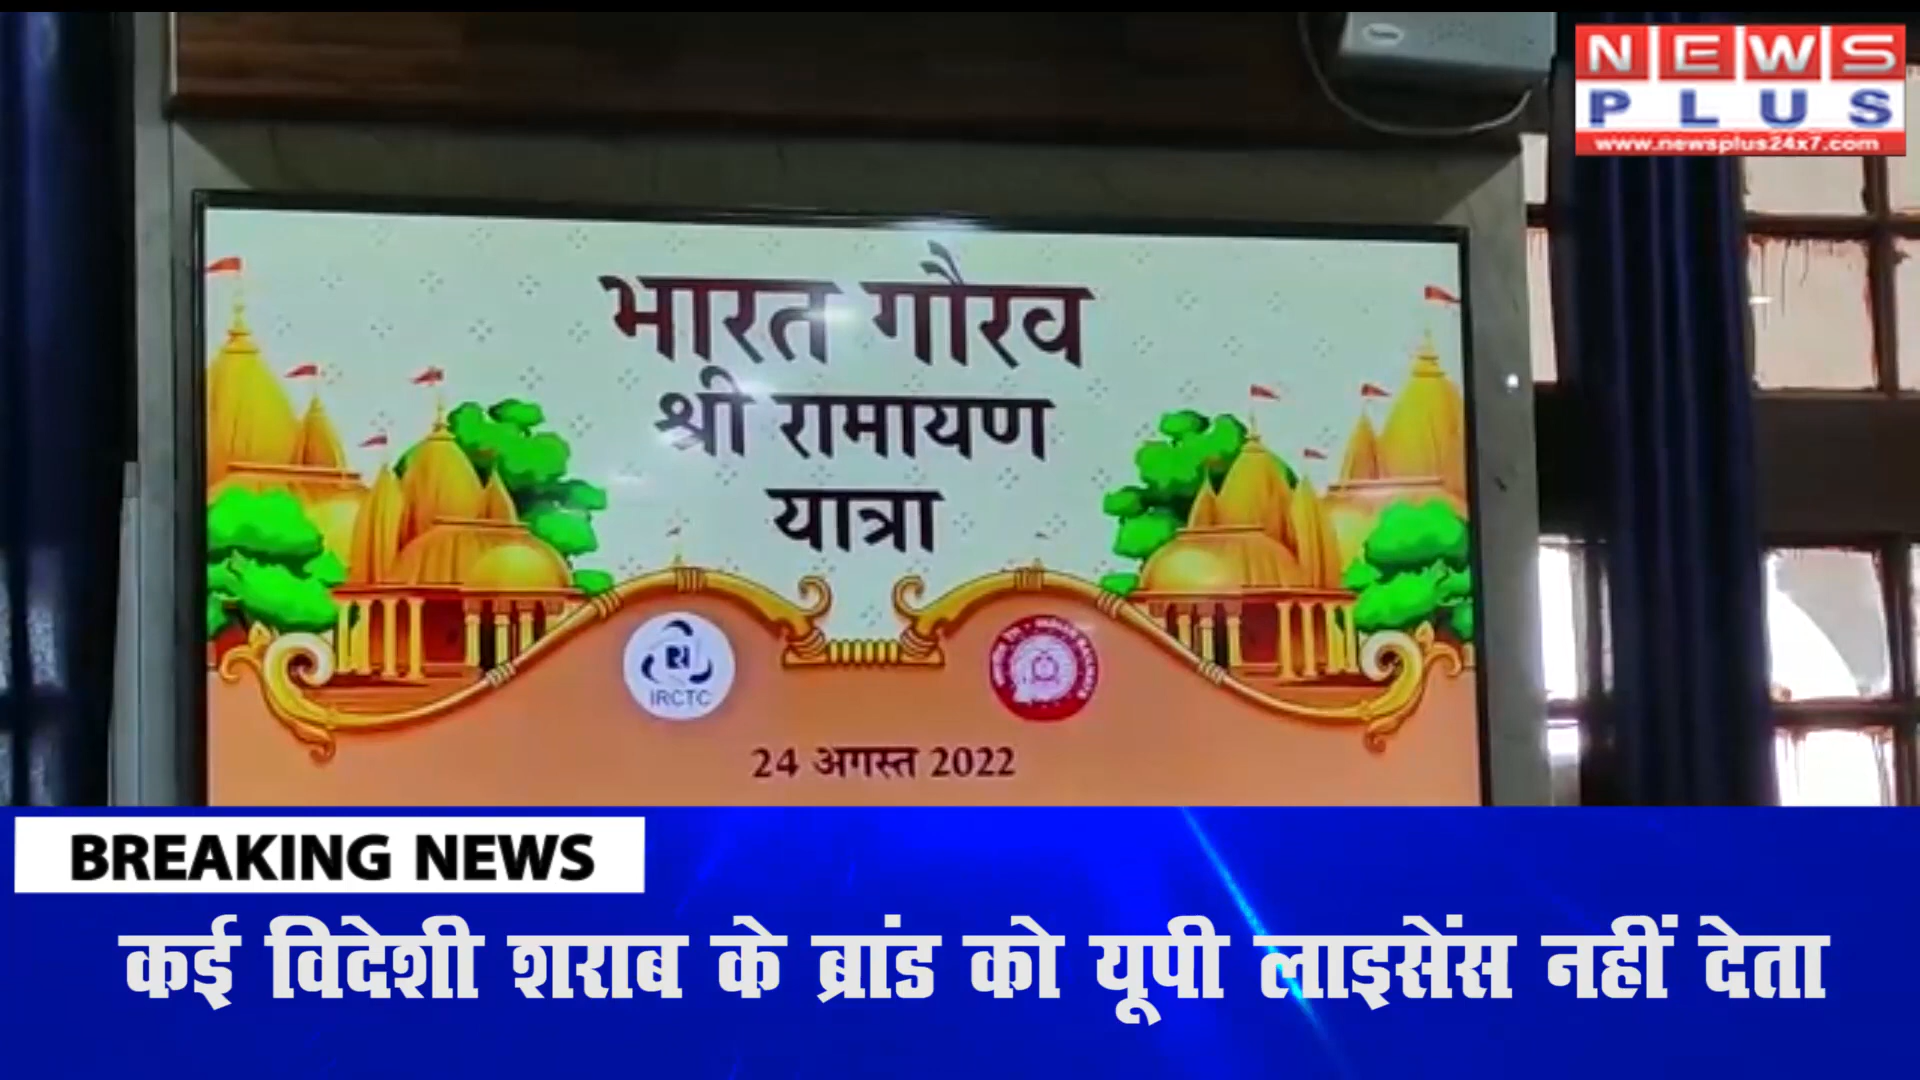 NEWS
PLUS
www.newsplus24x7.com
भारत गौरव
श्री रामायण
यात्रा
IRCTC
24 अगस्त 2022
BREAKING NEWS
कई विदेशी शराब के ब्रांड को यूपी लाइसेंस नहीं देता